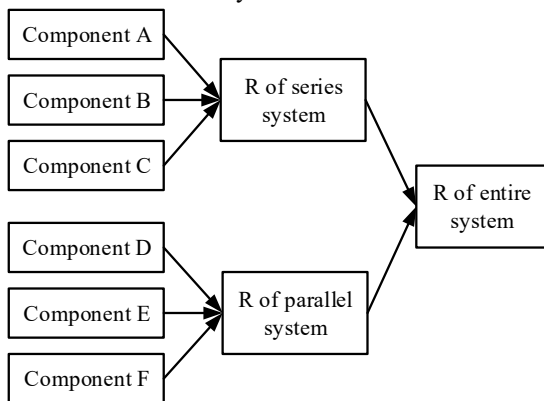 Component A
Component B
Component C
R of series
system
R of entire
system
Component D
Component E
Component F
R of parallel
system